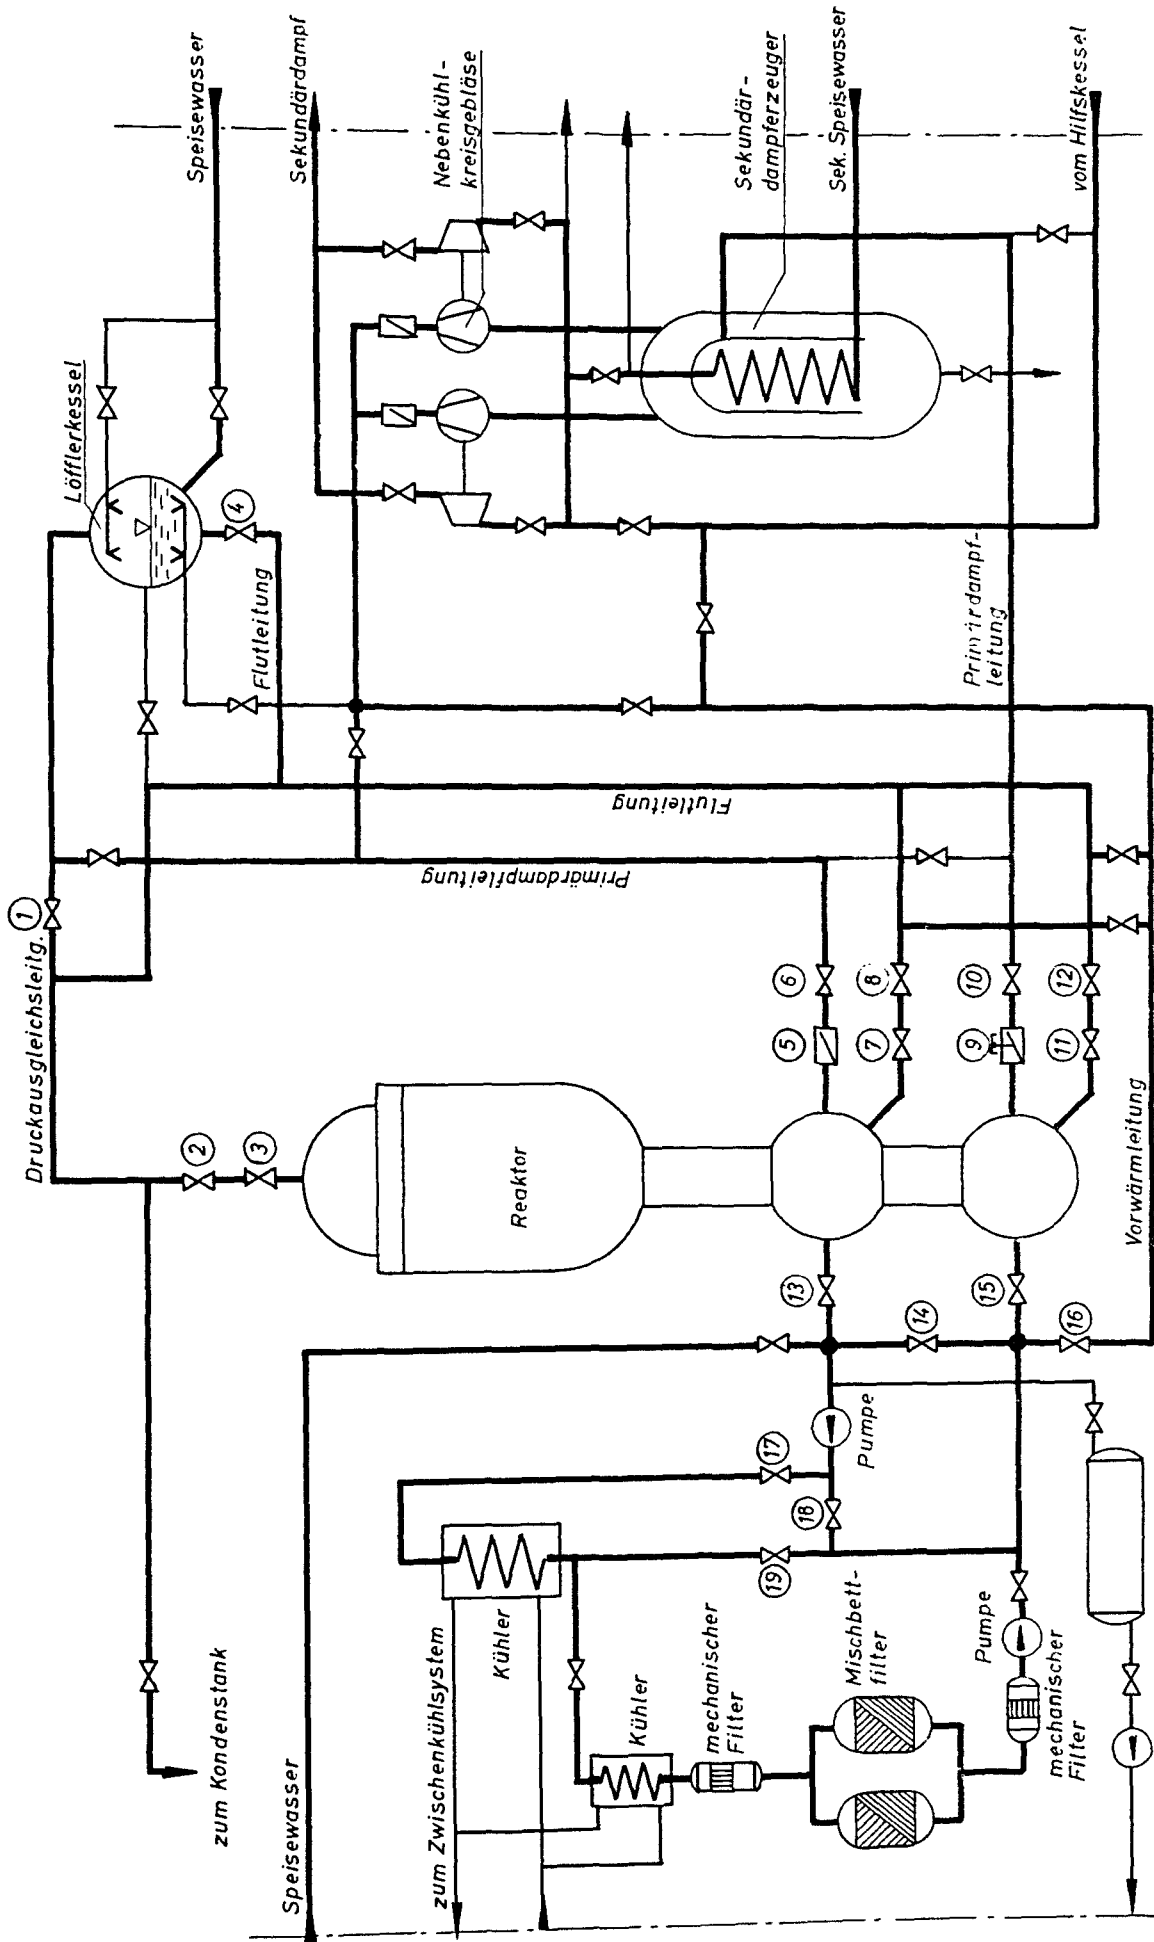 Speisewasser
Sekundärdampf
Nebenkühl-
kreisgebläse
Sekundär-
dampferzeuger
Sek. Speisewasser
vom Hilfskessel
Löfflerkessel
4
Flutleitung
Primärdampf-
leitung
Flutleitung
Primärdampfleitung
1
Druckausgleichsleitg.
6
8
10
12
5
7
9
11
2
3
Reaktor
Vorwärmleitung
13
15
14
16
Pumpe
17
18
19
zum Kondenstank
Speisewasser
zum Zwischenkühlsystem
Kühler
Kühler
mechanischer
Filter
Mischbett-
filter
Pumpe
mechanischer
Filter